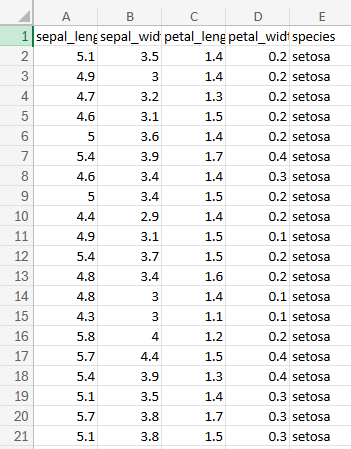 A B C D E
1 sepal_leng sepal_widt petal_leng petal_widt species
2 5.1 3.5 1.4 0.2 setosa
3 4.9 3 1.4 0.2 setosa
4 4.7 3.2 1.3 0.2 setosa
5 4.6 3.1 1.5 0.2 setosa
6 5 3.6 1.4 0.2 setosa
7 5.4 3.9 1.7 0.4 setosa
8 4.6 3.4 1.4 0.3 setosa
9 5 3.4 1.5 0.2 setosa
10 4.4 2.9 1.4 0.2 setosa
11 4.9 3.1 1.5 0.1 setosa
12 5.4 3.7 1.5 0.2 setosa
13 4.8 3.4 1.6 0.2 setosa
14 4.8 3 1.4 0.1 setosa
15 4.3 3 1.1 0.1 setosa
16 5.8 4 1.2 0.2 setosa
17 5.7 4.4 1.5 0.4 setosa
18 5.4 3.9 1.3 0.4 setosa
19 5.1 3.5 1.4 0.3 setosa
20 5.7 3.8 1.7 0.3 setosa
21 5.1 3.8 1.5 0.3 setosa